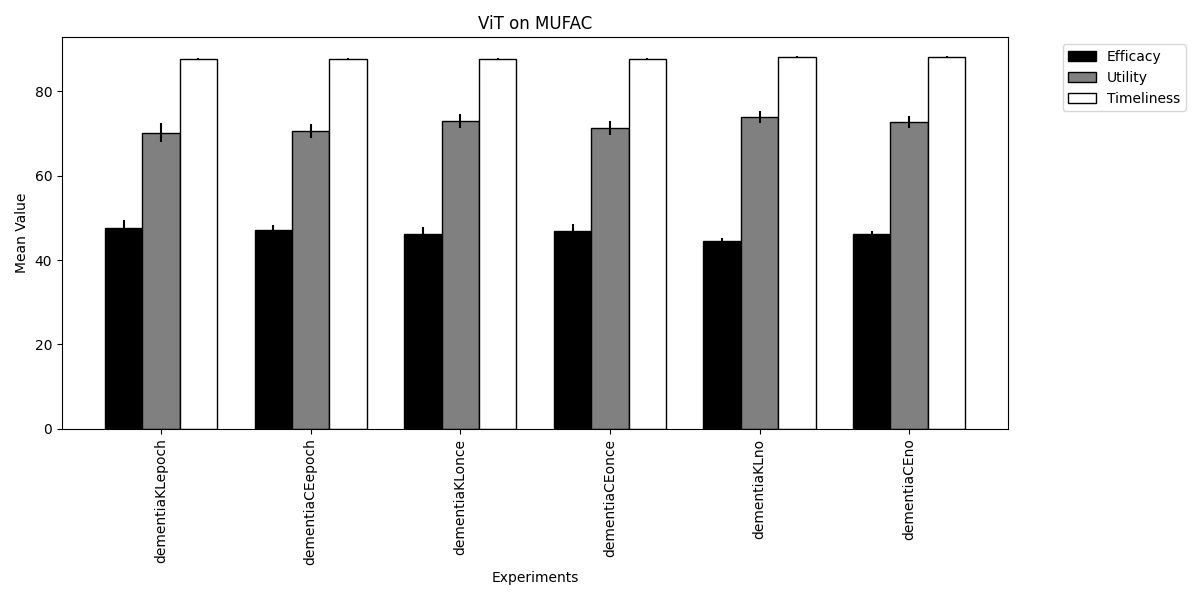 ViT on MUFAC
Efficacy
Utility
Timeliness
Mean Value
80
60
40
20
0
dementiaKLepoch
dementiaCEepoch
dementiaKLonce
dementiaCEonce
dementiaKLno
dementiaCEno
Experiments